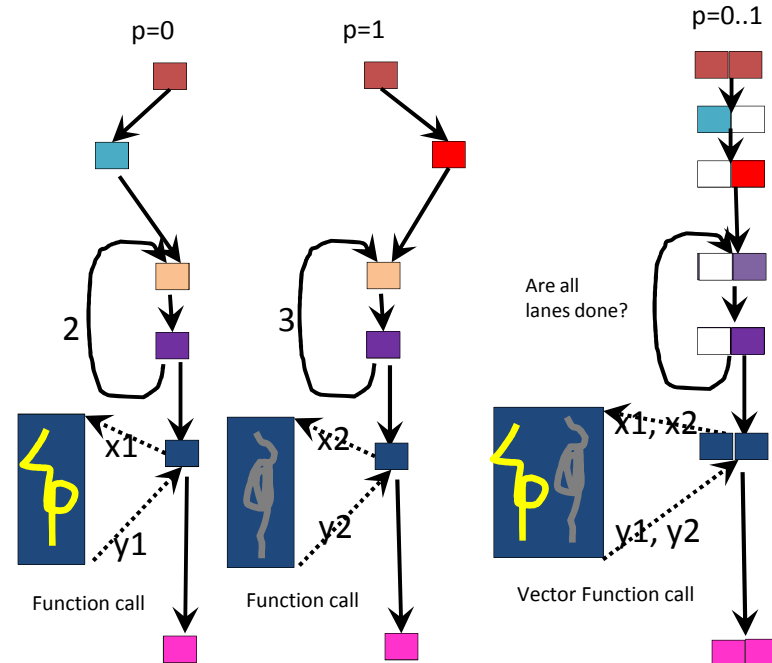 p=0
p=1
p=0..1
2
3
Are all
lanes done?
x1
x2
x1, x2
y1
y2
y1, y2
Function call
Function call
Vector Function call